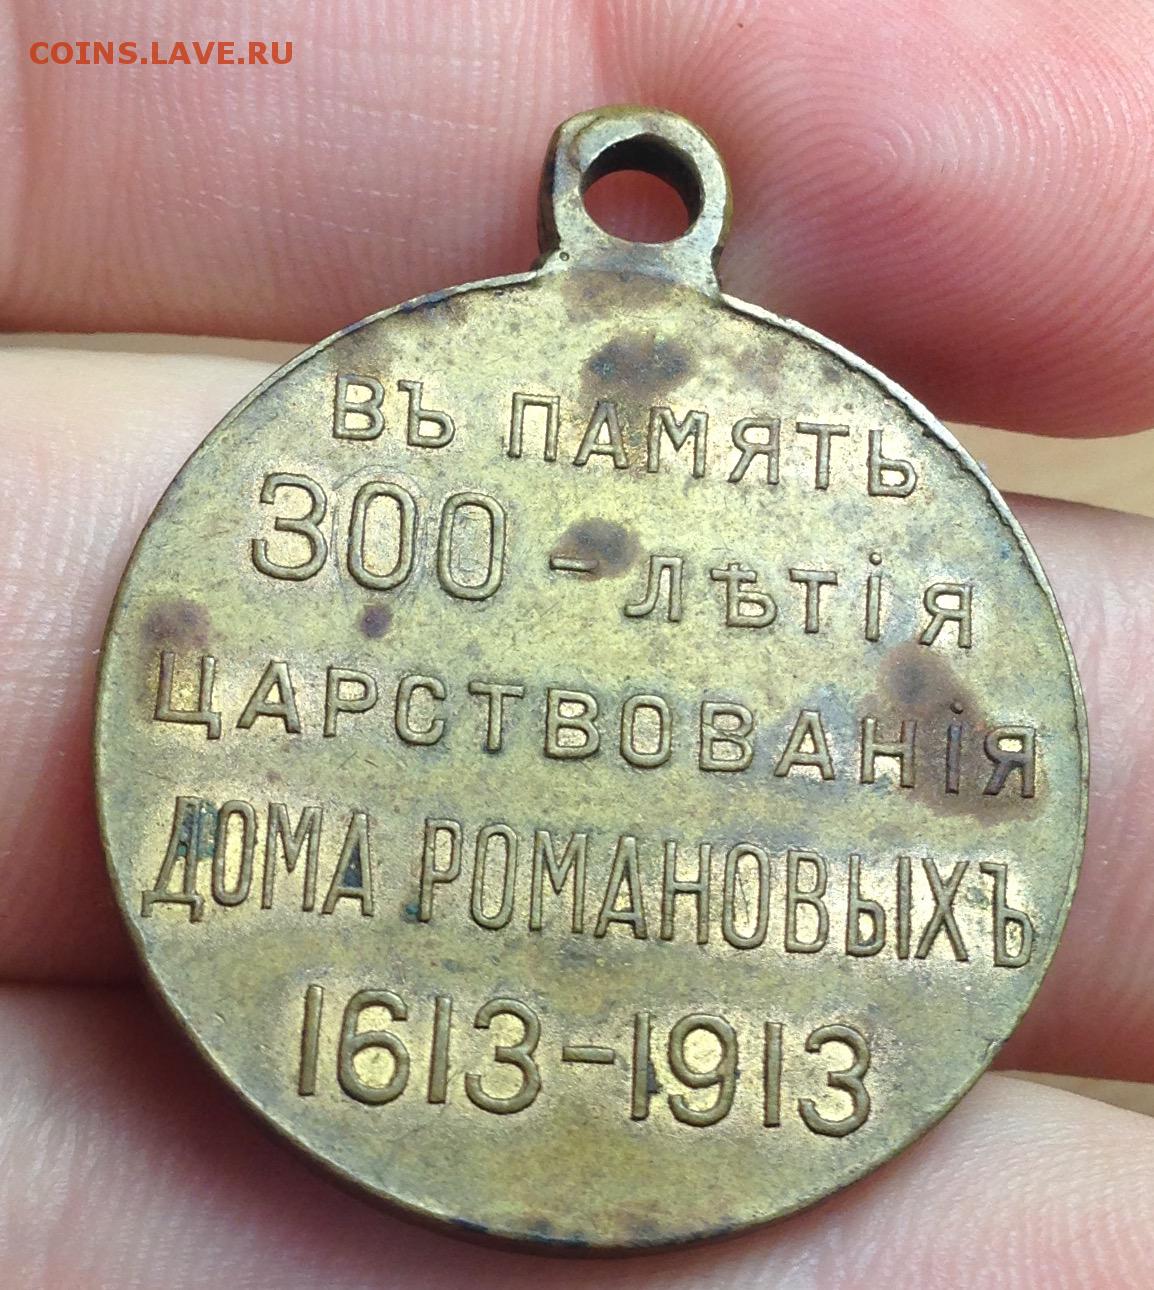 COINS.LAVE.RU
ВЪ ПАМЯТЬ
300-ЛѢТІЯ
ЦАРСТВОВАНІЯ
ДОМА РОМАНОВЫХЪ
1613-1913